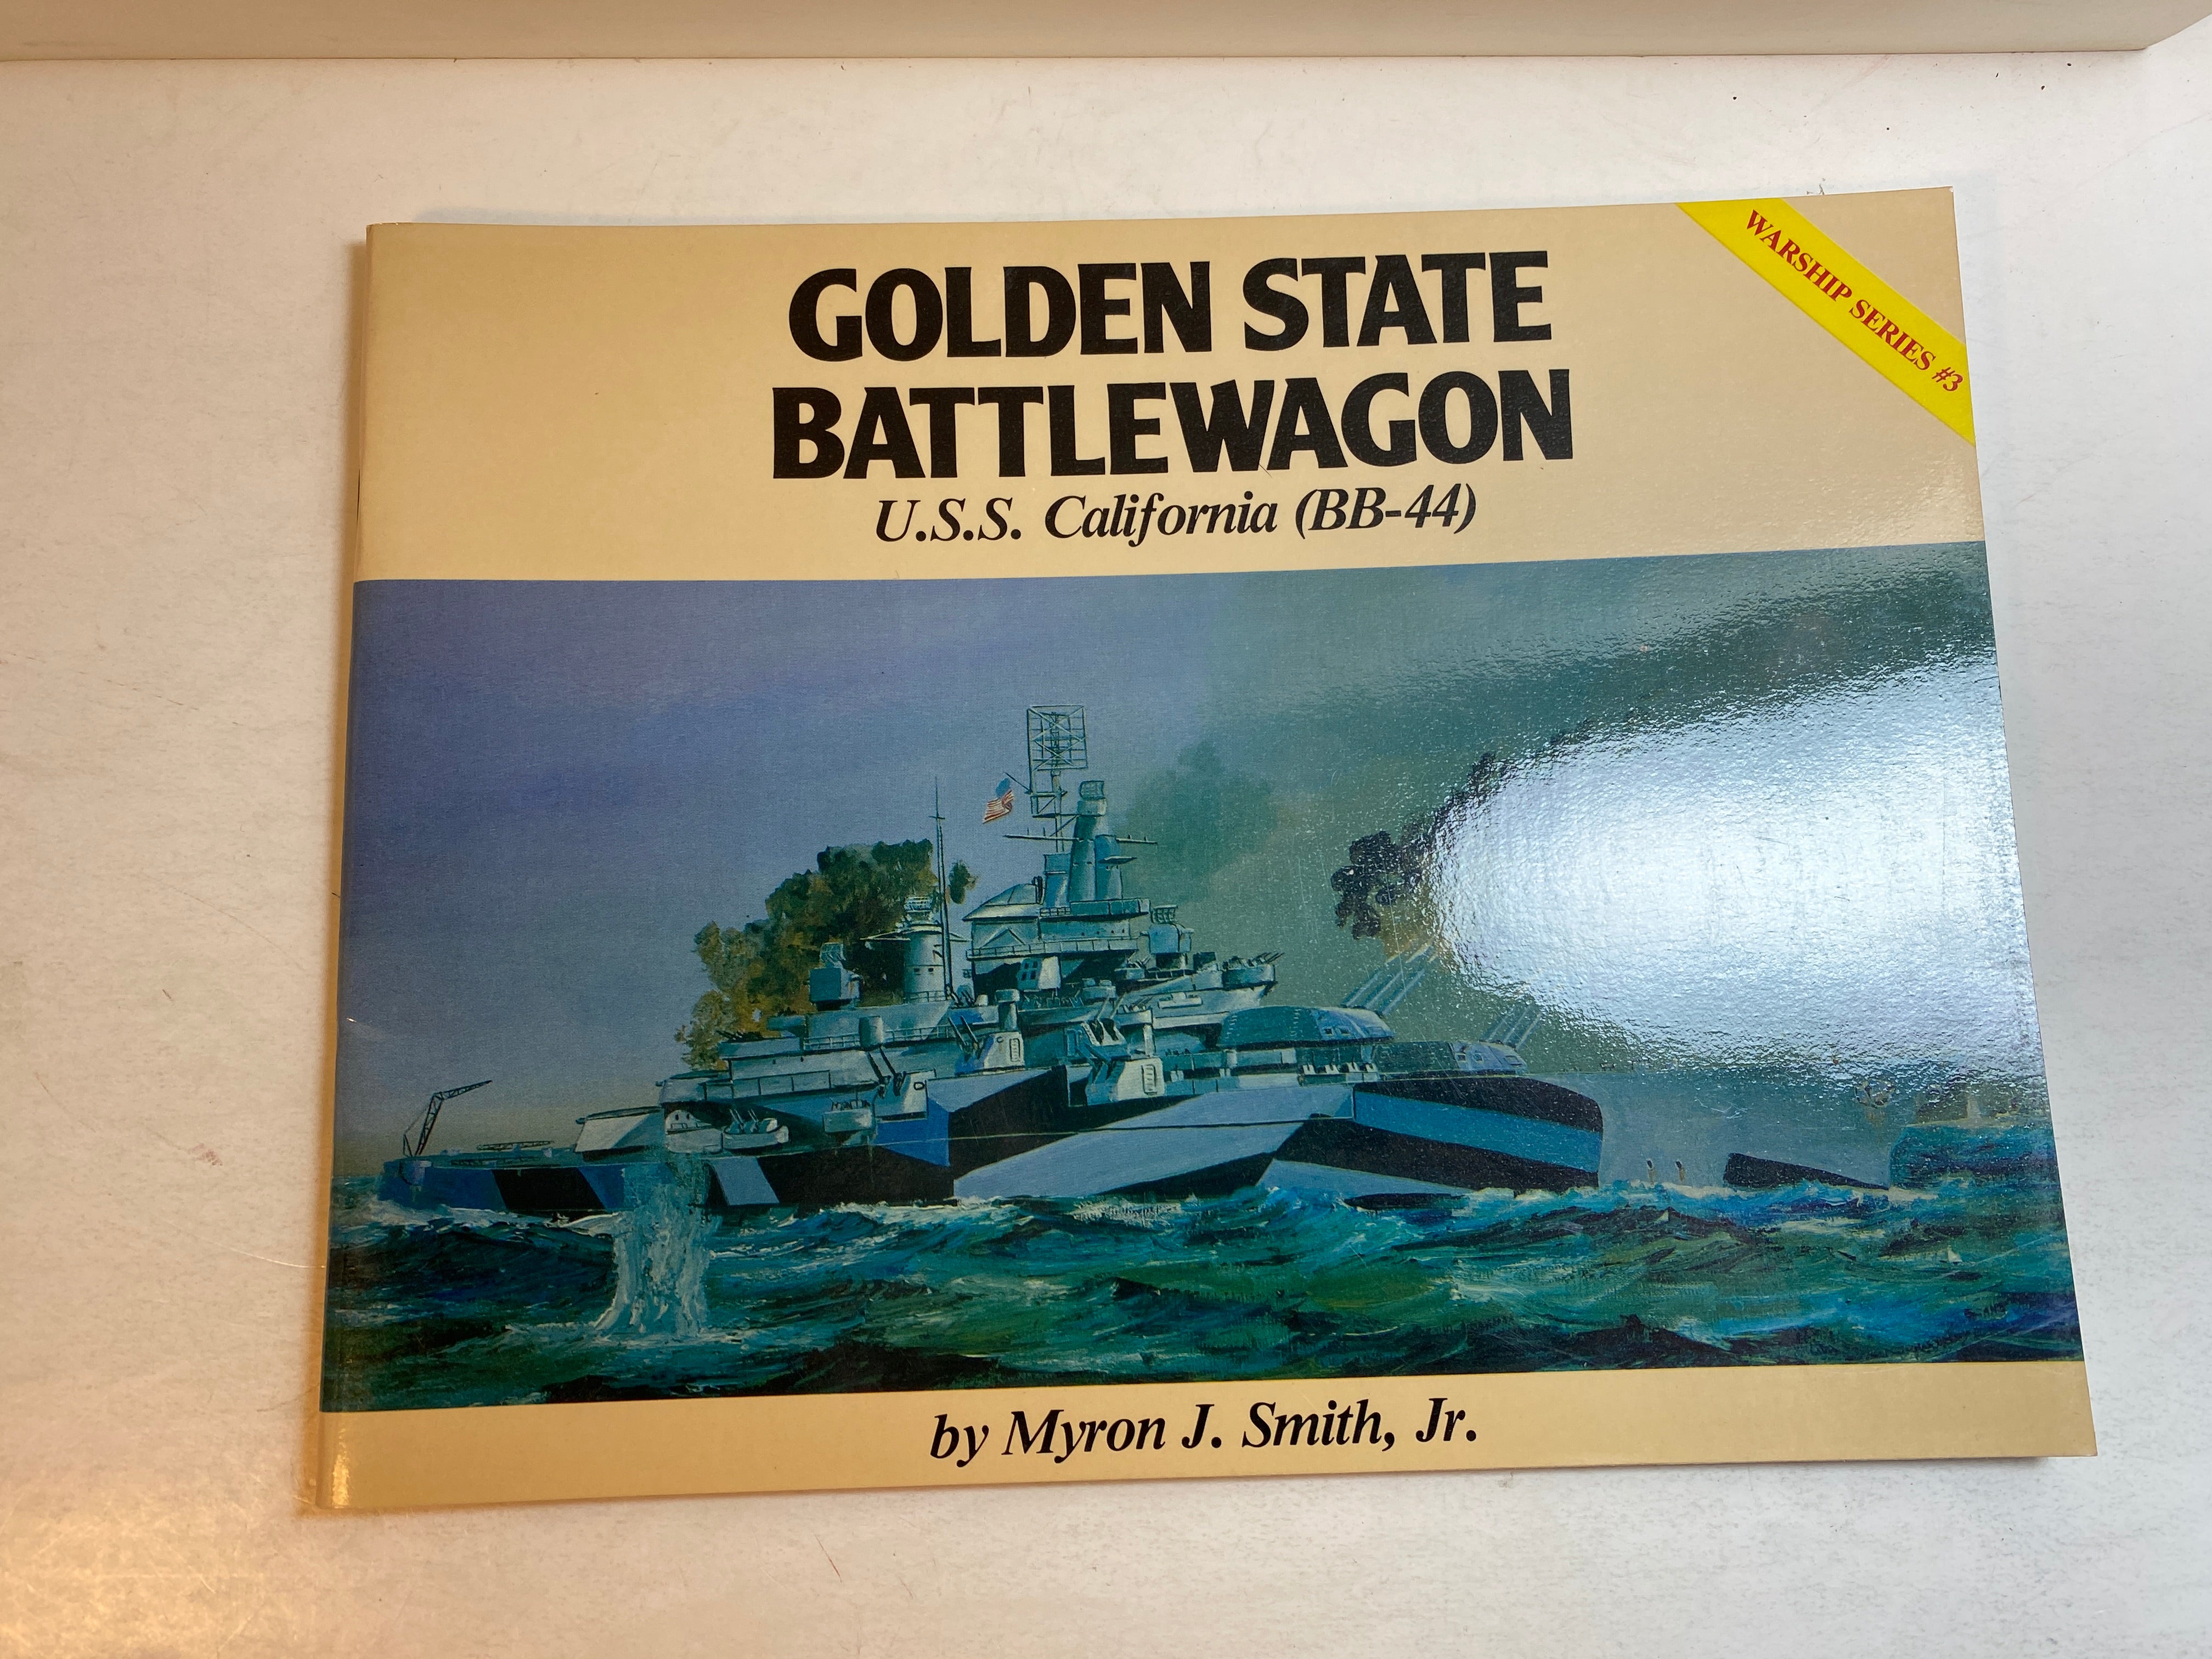 WARSHIP SERIES #3
GOLDEN STATE
BATTLEWAGON
U.S.S. California (BB-44)
by Myron J. Smith, Jr.